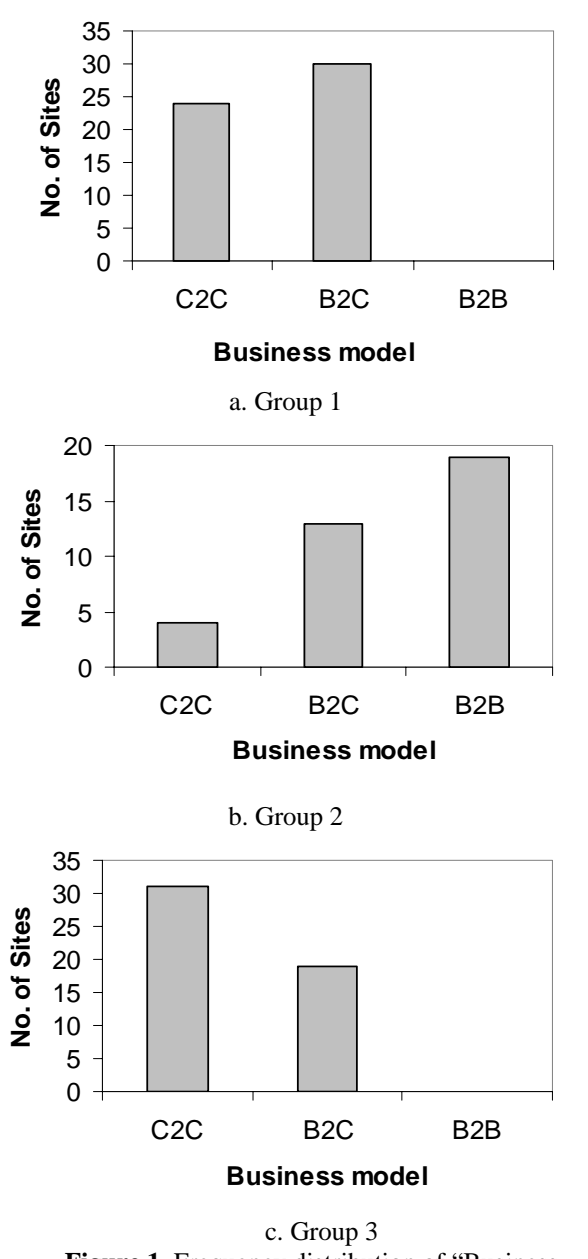 35
30
25
20
15
10
5
0
No. of Sites
C2C B2C B2B
Business model
a. Group 1
20
15
10
5
0
No. of Sites
C2C B2C B2B
Business model
b. Group 2
35
30
25
20
15
10
5
0
No. of Sites
C2C B2C B2B
Business model
c. Group 3
Figure 1. Frequency distribution of “Business